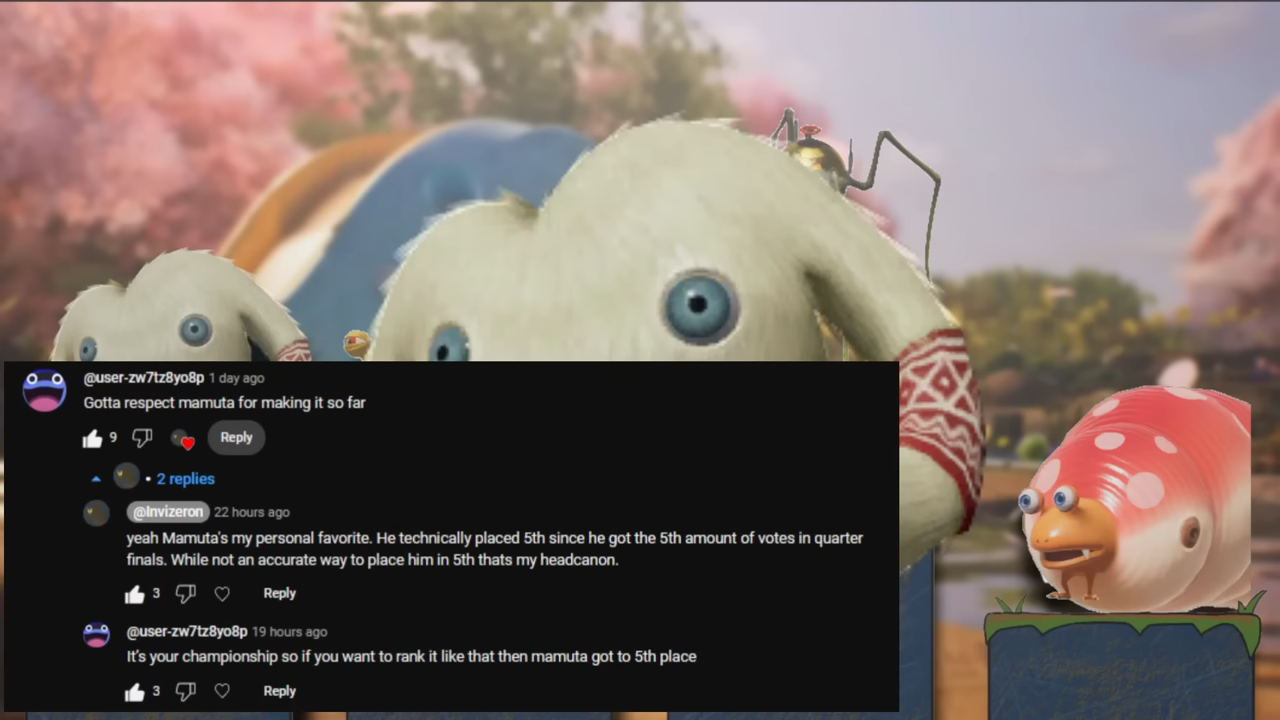 @user-zw7tz8yo8p 1 day ago
Gotta respect mamuta for making it so far
9
Reply
• 2 replies
@Invizeron 22 hours ago
yeah Mamuta's my personal favorite. He technically placed 5th since he got the 5th amount of votes in quarter
finals. While not an accurate way to place him in 5th thats my headcanon.
3
Reply
@user-zw7tz8yo8p 19 hours ago
It's your championship so if you want to rank it like that then mamuta got to 5th place
3
Reply